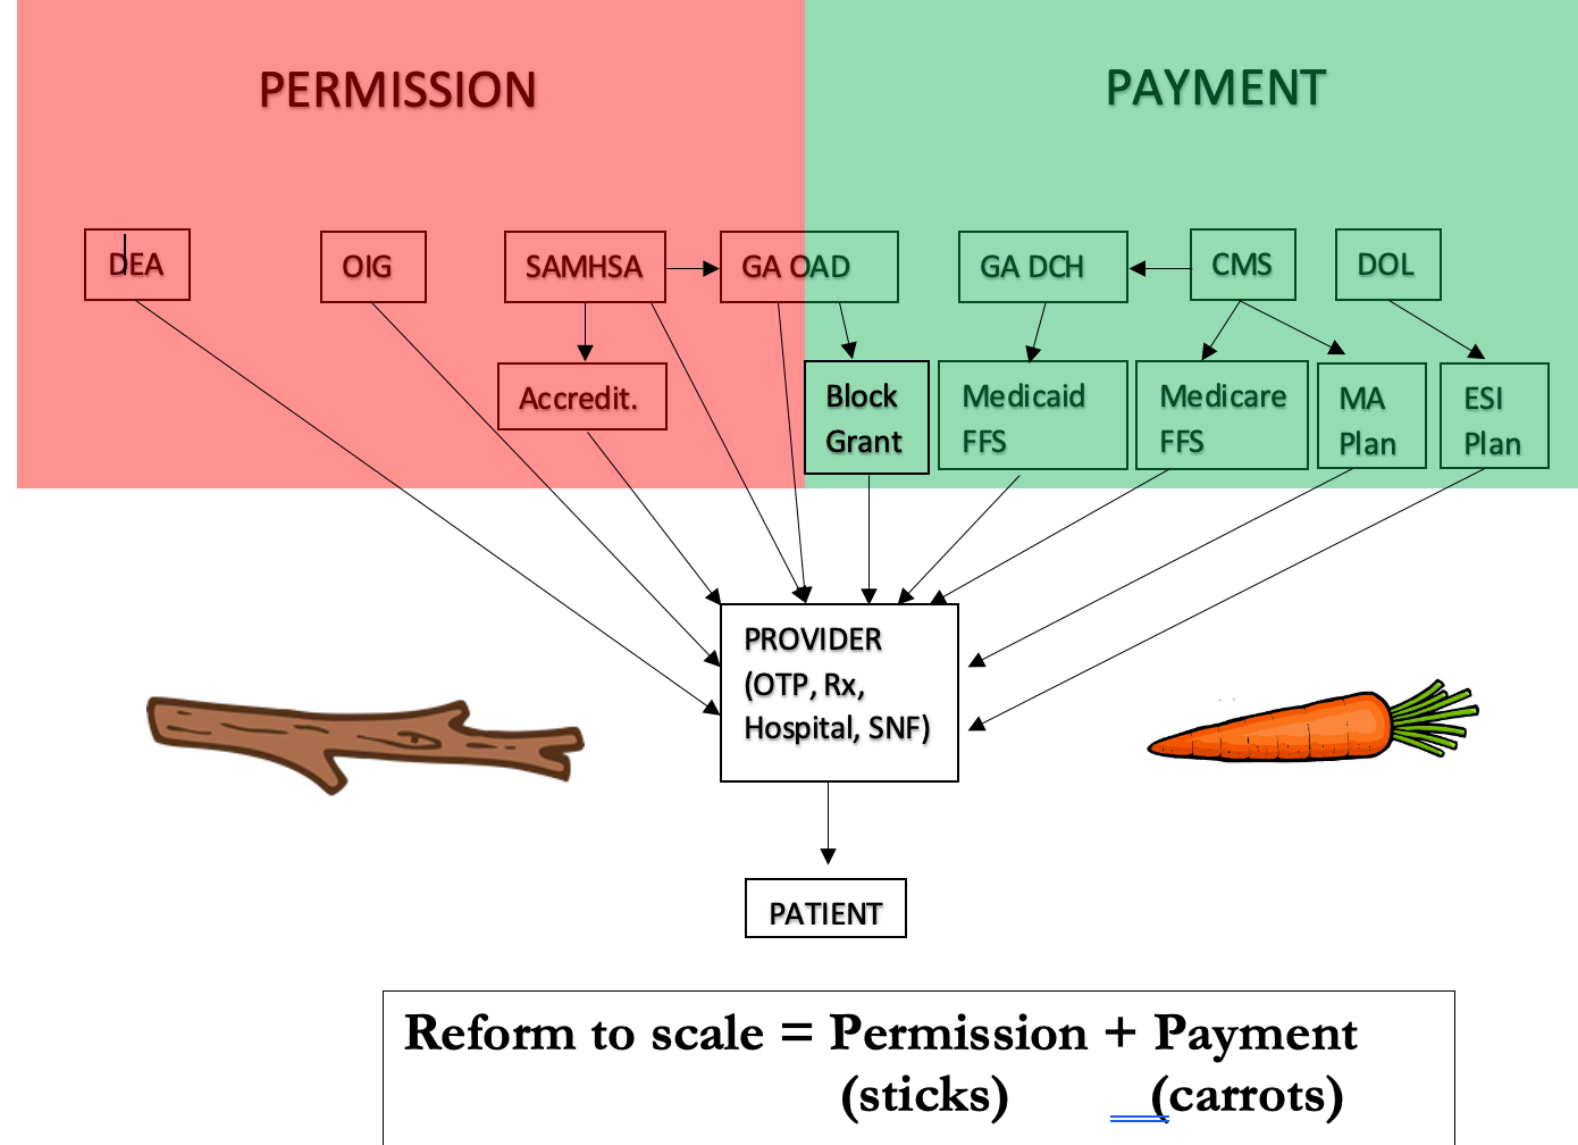 PERMISSION
PAYMENT
DEA
OIG
SAMHSA
GA OAD
GA DCH
CMS
DOL
Accredit.
Block
Grant
Medicaid
FFS
Medicare
FFS
MA
Plan
ESI
Plan
PROVIDER
(OTP, Rx,
Hospital, SNF)
PATIENT
Reform to scale = Permission + Payment
(sticks) (carrots)